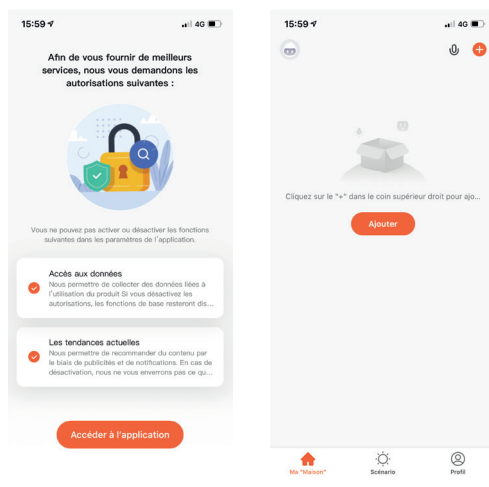 15:59
4G
Afin de vous fournir de meilleurs
services, nous vous demandons les
autorisations suivantes :
Vous ne pouvez pas activer ou désactiver les fonctions
suivantes dans les paramètres de l'application.
Accès aux données
Nous permettre de collecter des données liées à
l'utilisation du produit Si vous désactivez les
autorisations, les fonctions de base resteront dis...
Les tendances actuelles
Nous permettre de recommander du contenu par
le biais de publicités et de notifications. En cas de
désactivation, nous ne vous enverrons pas ce qu...
Accéder à l'application
15:59
4G
Cliquez sur le "+" dans le coin supérieur droit pour ajo...
Ajouter
Ma "Maison"
Scénario
Profil